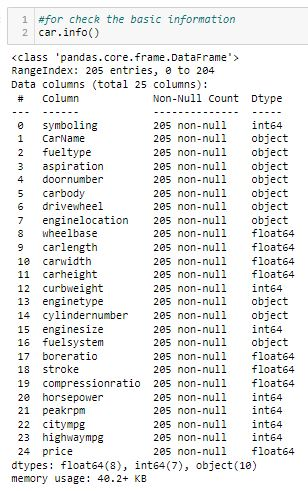 1 #for check the basic information
2 car.info()
<class 'pandas.core.frame.DataFrame'>
RangeIndex: 205 entries, 0 to 204
Data columns (total 25 columns):
 #   Column            Non-Null Count  Dtype
---  ------            --------------  -----
 0   symboling         205 non-null    int64
 1   CarName           205 non-null    object
 2   fueltype          205 non-null    object
 3   aspiration        205 non-null    object
 4   doornumber        205 non-null    object
 5   carbody           205 non-null    object
 6   drivewheel        205 non-null    object
 7   enginelocation    205 non-null    object
 8   wheelbase         205 non-null    float64
 9   carlength         205 non-null    float64
 10  carwidth          205 non-null    float64
 11  carheight         205 non-null    float64
 12  curbweight        205 non-null    int64
 13  enginetype        205 non-null    object
 14  cylindernumber    205 non-null    object
 15  enginesize        205 non-null    int64
 16  fuelsystem        205 non-null    object
 17  boreratio         205 non-null    float64
 18  stroke            205 non-null    float64
 19  compressionratio  205 non-null    float64
 20  horsepower        205 non-null    int64
 21  peakrpm           205 non-null    int64
 22  citympg           205 non-null    int64
 23  highwaympg        205 non-null    int64
 24  price             205 non-null    float64
dtypes: float64(8), int64(7), object(10)
memory usage: 40.2+ KB